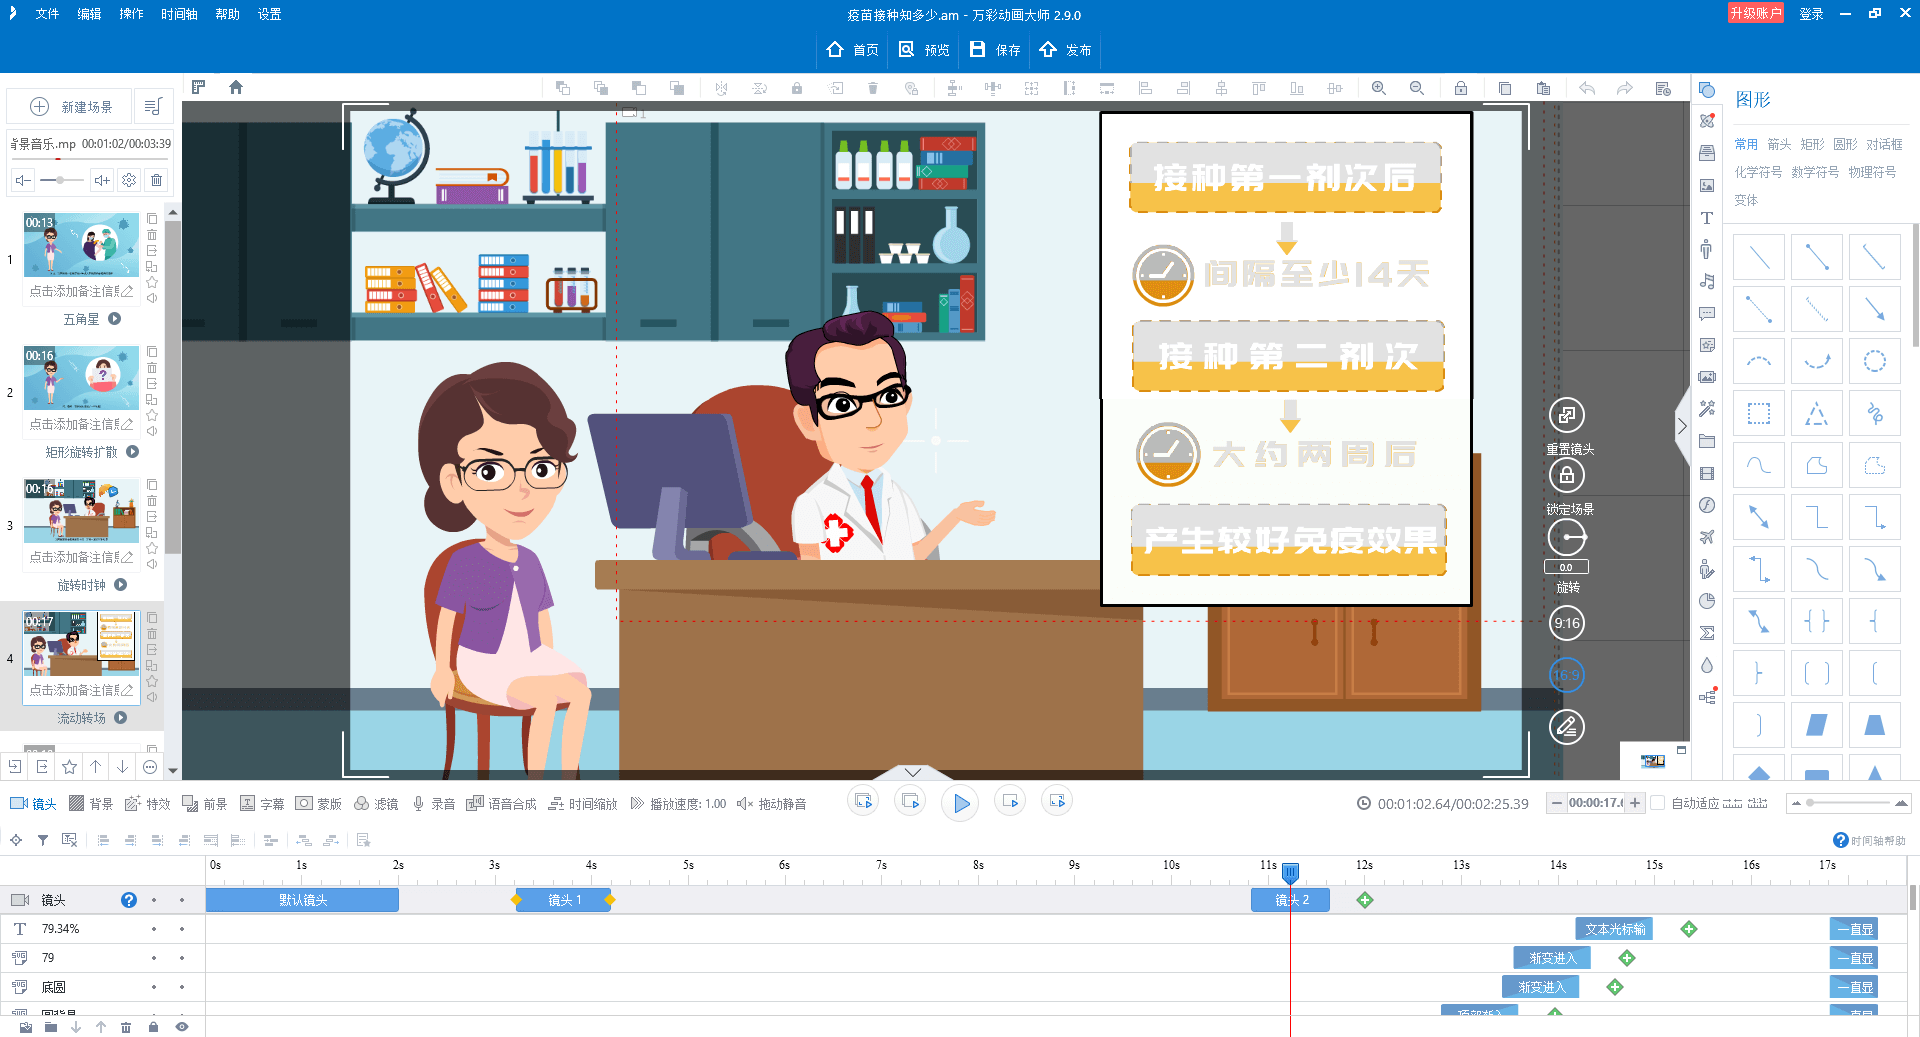 文件 编辑 操作 时间轴 帮助 设置
疫苗接种知多少.am - 万彩动画大师 2.9.0
升级账户 登录
首页 预览 保存 发布
新建场景
背景音乐.mp 00:01:02/00:03:39
1
00:13
点击添加备注信息
五角星
2
00:16
点击添加备注信息
矩形旋转扩散
3
00:16
点击添加备注信息
旋转时钟
4
00:17
点击添加备注信息
流动转场
1
接种第一剂次后
间隔至少14天
接种第二剂次
大约两周后
产生较好免疫效果
重置镜头
锁定场景
0.0
旋转
9:16
16:9
图形
常用 箭头 矩形 圆形 对话框
化学符号 数学符号 物理符号
变体
镜头 背景 特效 前景 字幕 蒙版 滤镜 录音 语音合成 时间缩放 播放速度: 1.00 拖动静音
00:01:02.64/00:02:25.39
00:00:17.
自动适应
时间轴帮助
0s 1s 2s 3s 4s 5s 6s 7s 8s 9s 10s 11s 12s 13s 14s 15s 16s 17s
镜头 默认镜头 镜头 1 镜头 2
79.34% 文本光标输 一直显
79 渐变进入 一直显
底圆 渐变进入 一直显